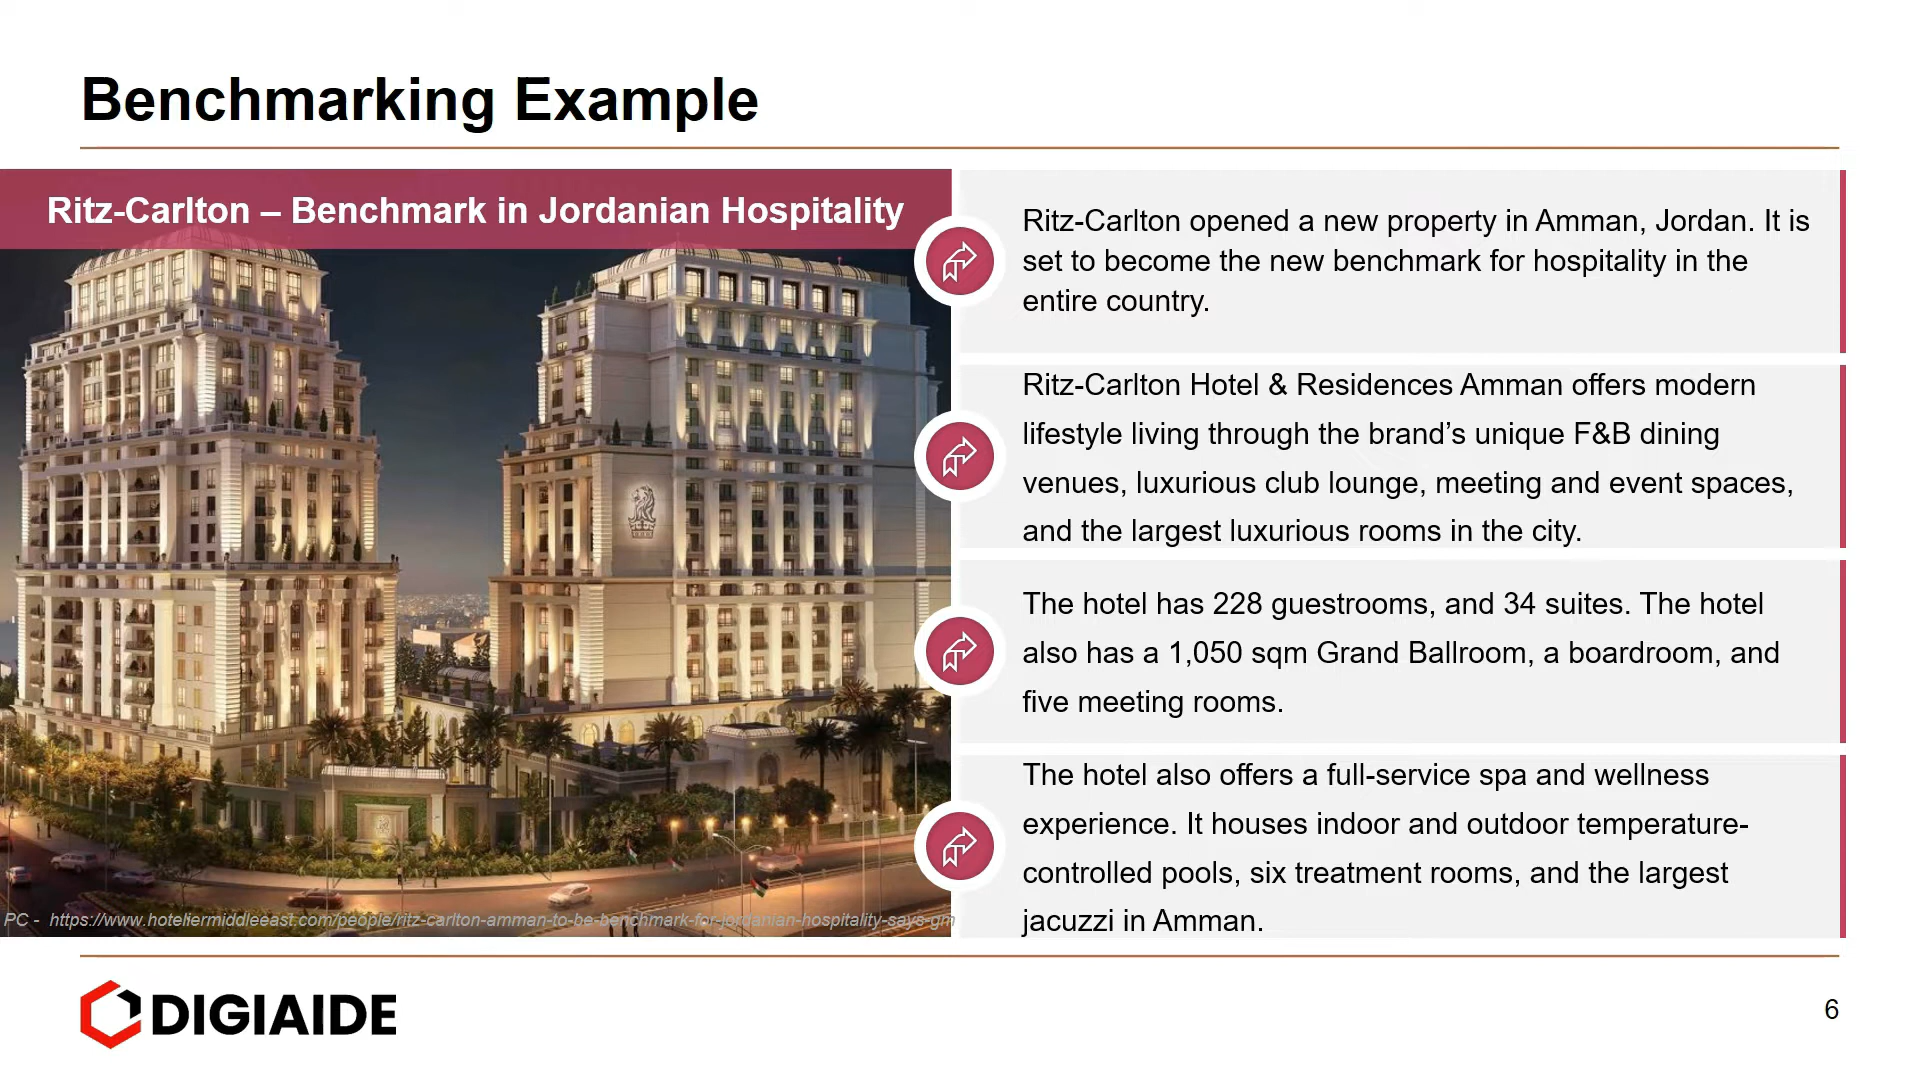 Benchmarking Example
Ritz-Carlton – Benchmark in Jordanian Hospitality
Ritz-Carlton opened a new property in Amman, Jordan. It is
set to become the new benchmark for hospitality in the
entire country.
Ritz-Carlton Hotel & Residences Amman offers modern
lifestyle living through the brand’s unique F&B dining
venues, luxurious club lounge, meeting and event spaces,
and the largest luxurious rooms in the city.
The hotel has 228 guestrooms, and 34 suites. The hotel
also has a 1,050 sqm Grand Ballroom, a boardroom, and
five meeting rooms.
The hotel also offers a full-service spa and wellness
experience. It houses indoor and outdoor temperature-
controlled pools, six treatment rooms, and the largest
jacuzzi in Amman.
PC - https://www.hoteliermiddleeast.com/people/ritz-carlton-amman-to-be-benchmark-for-jordanian-hospitality-says-gm
DIGIAIDE
6